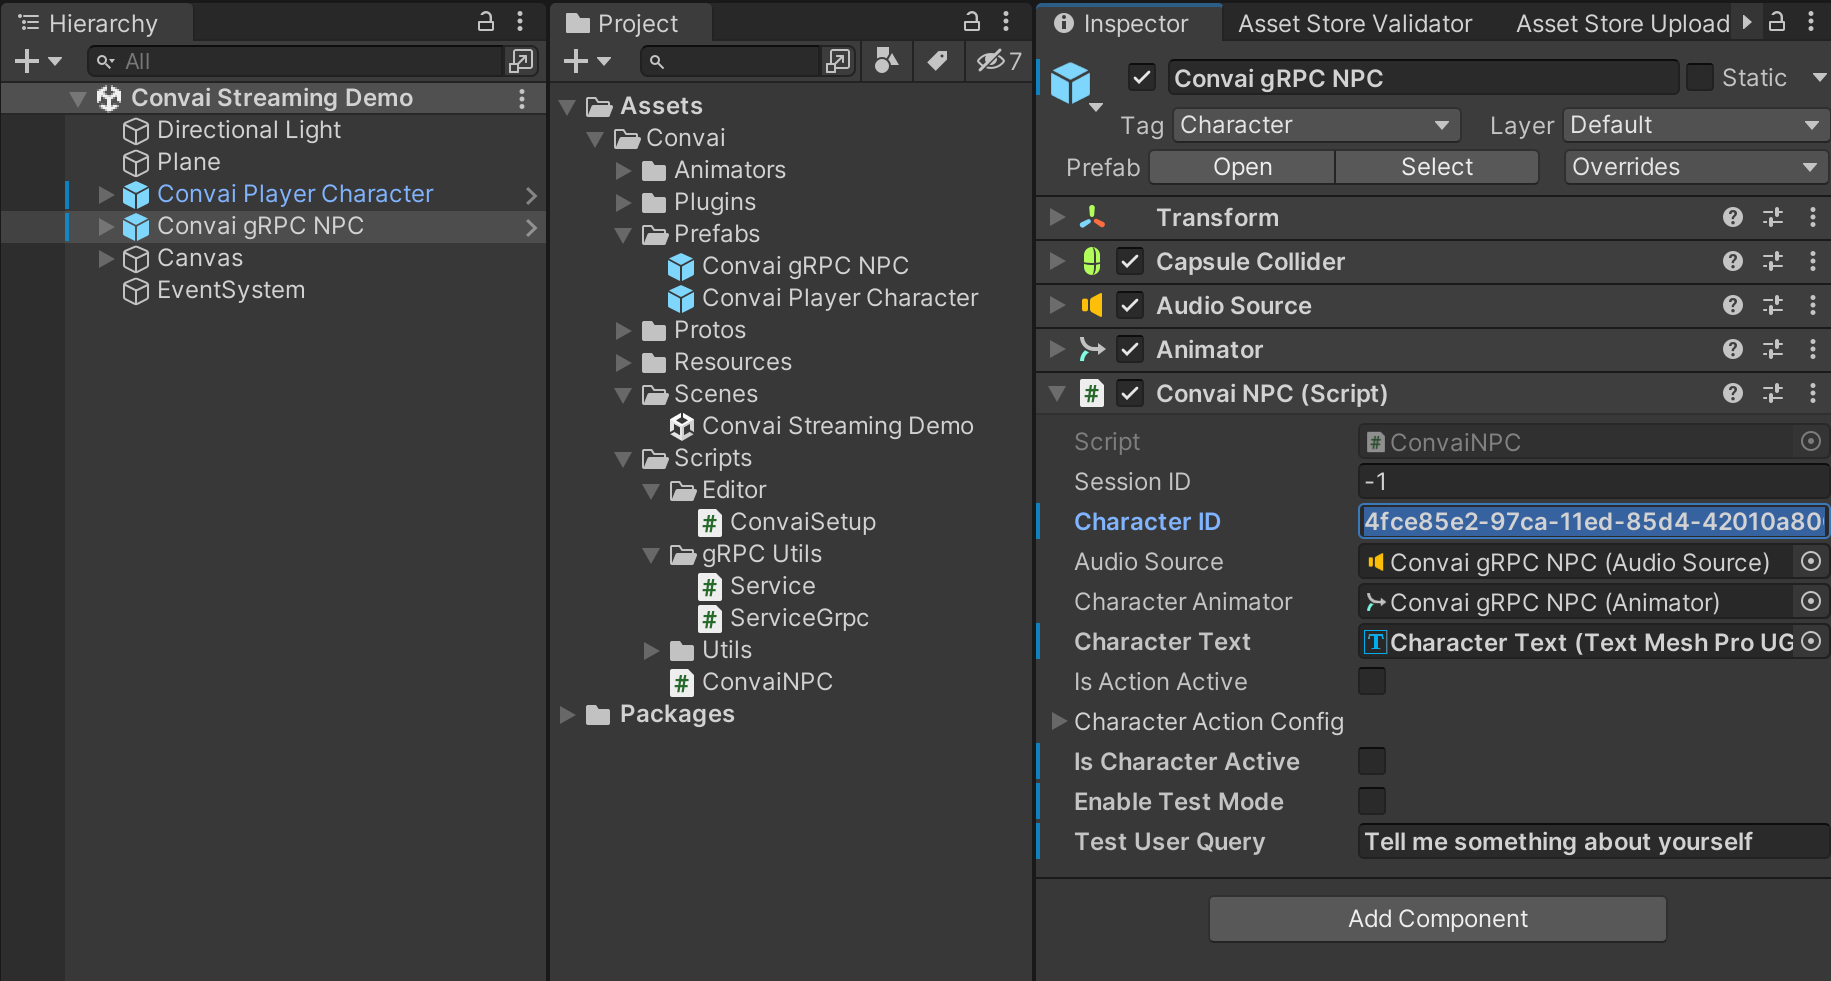 Hierarchy
All
Convai Streaming Demo
Directional Light
Plane
Convai Player Character
Convai gRPC NPC
Canvas
EventSystem
Project
7
Assets
Convai
Animators
Plugins
Prefabs
Convai gRPC NPC
Convai Player Character
Protos
Resources
Scenes
Convai Streaming Demo
Scripts
Editor
ConvaiSetup
gRPC Utils
Service
ServiceGrpc
Utils
ConvaiNPC
Packages
Inspector
Asset Store Validator
Asset Store Upload
Convai gRPC NPC
Static
Tag Character
Layer Default
Prefab Open Select Overrides
Transform
Capsule Collider
Audio Source
Animator
Convai NPC (Script)
Script ConvaiNPC
Session ID -1
Character ID 4fce85e2-97ca-11ed-85d4-42010a80
Audio Source Convai gRPC NPC (Audio Source)
Character Animator Convai gRPC NPC (Animator)
Character Text Character Text (Text Mesh Pro UG
Is Action Active
Character Action Config
Is Character Active
Enable Test Mode
Test User Query Tell me something about yourself
Add Component